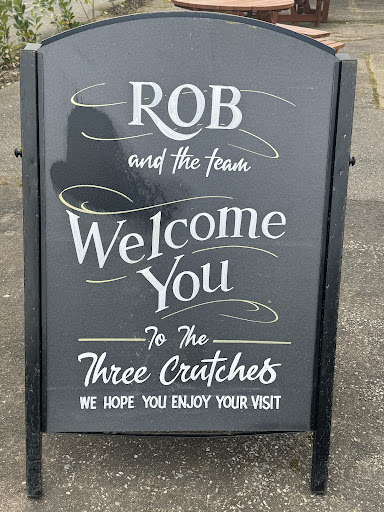 ROB
and the team
Welcome
You
To The
Three Crutches
WE HOPE YOU ENJOY YOUR VISIT